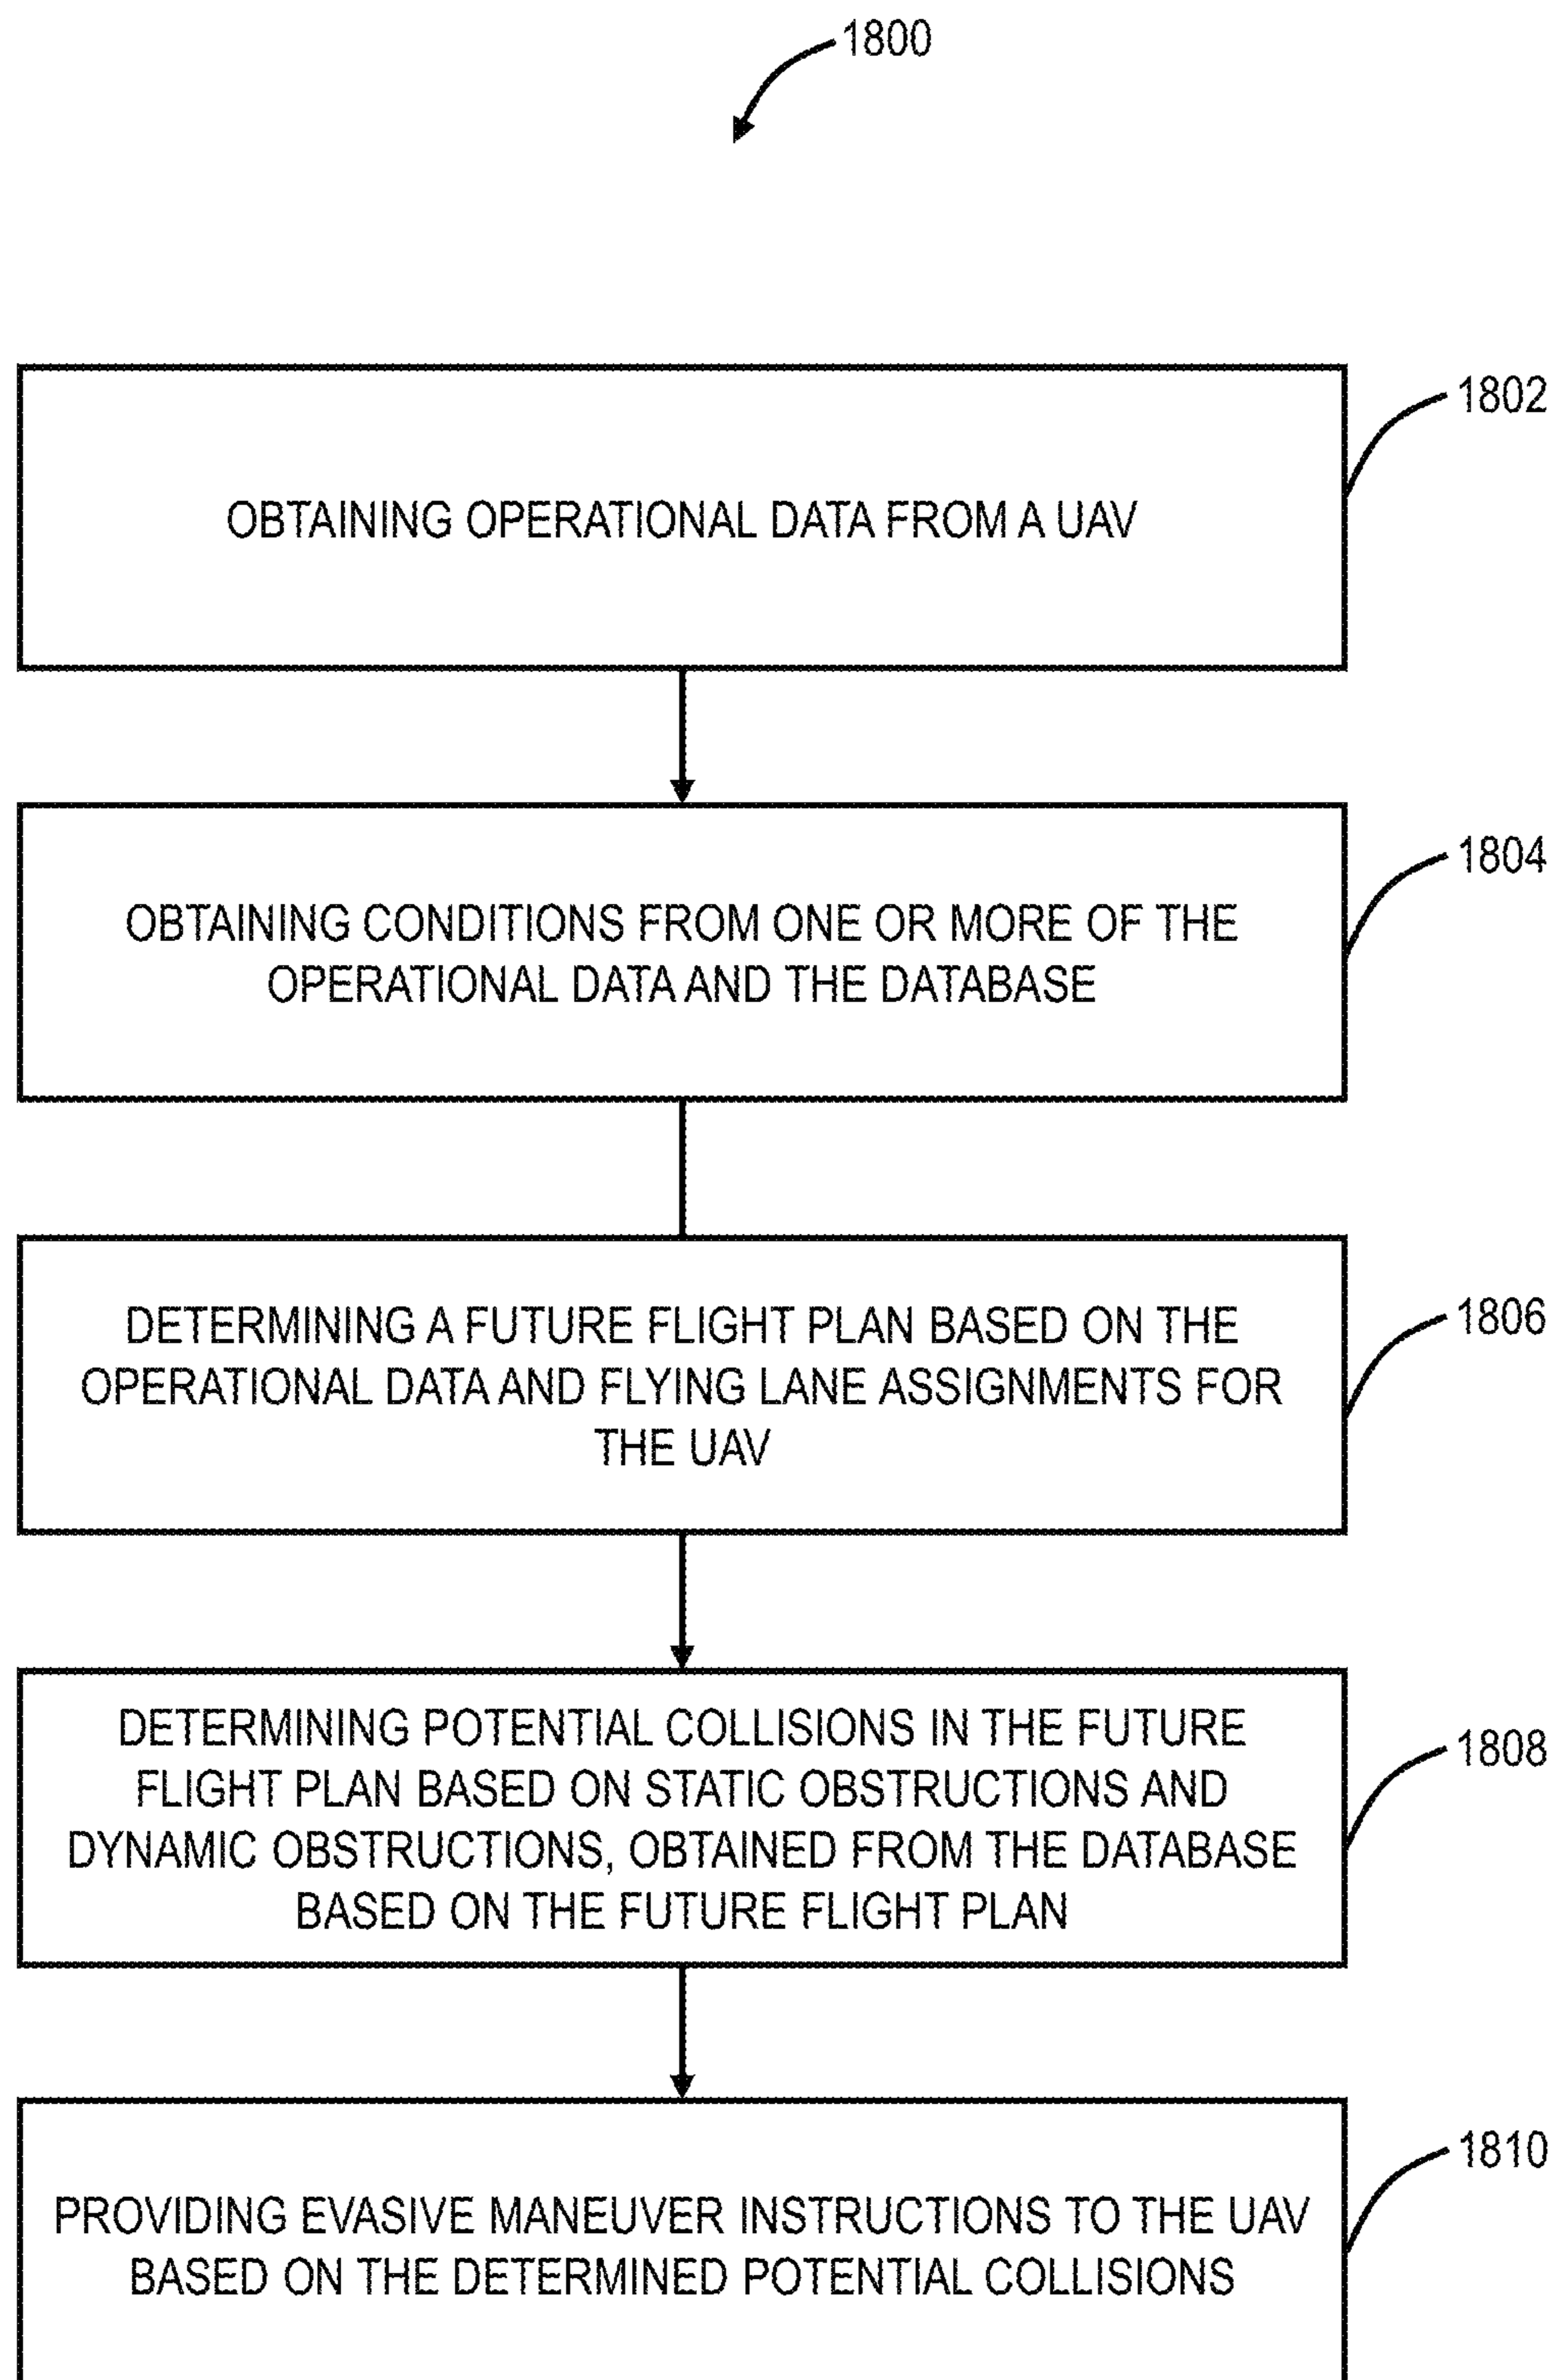 1800
1802
OBTAINING OPERATIONAL DATA FROM A UAV
1804
OBTAINING CONDITIONS FROM ONE OR MORE OF THE
OPERATIONAL DATA AND THE DATABASE
1806
DETERMINING A FUTURE FLIGHT PLAN BASED ON THE
OPERATIONAL DATA AND FLYING LANE ASSIGNMENTS FOR
THE UAV
1808
DETERMINING POTENTIAL COLLISIONS IN THE FUTURE
FLIGHT PLAN BASED ON STATIC OBSTRUCTIONS AND
DYNAMIC OBSTRUCTIONS, OBTAINED FROM THE DATABASE
BASED ON THE FUTURE FLIGHT PLAN
1810
PROVIDING EVASIVE MANEUVER INSTRUCTIONS TO THE UAV
BASED ON THE DETERMINED POTENTIAL COLLISIONS